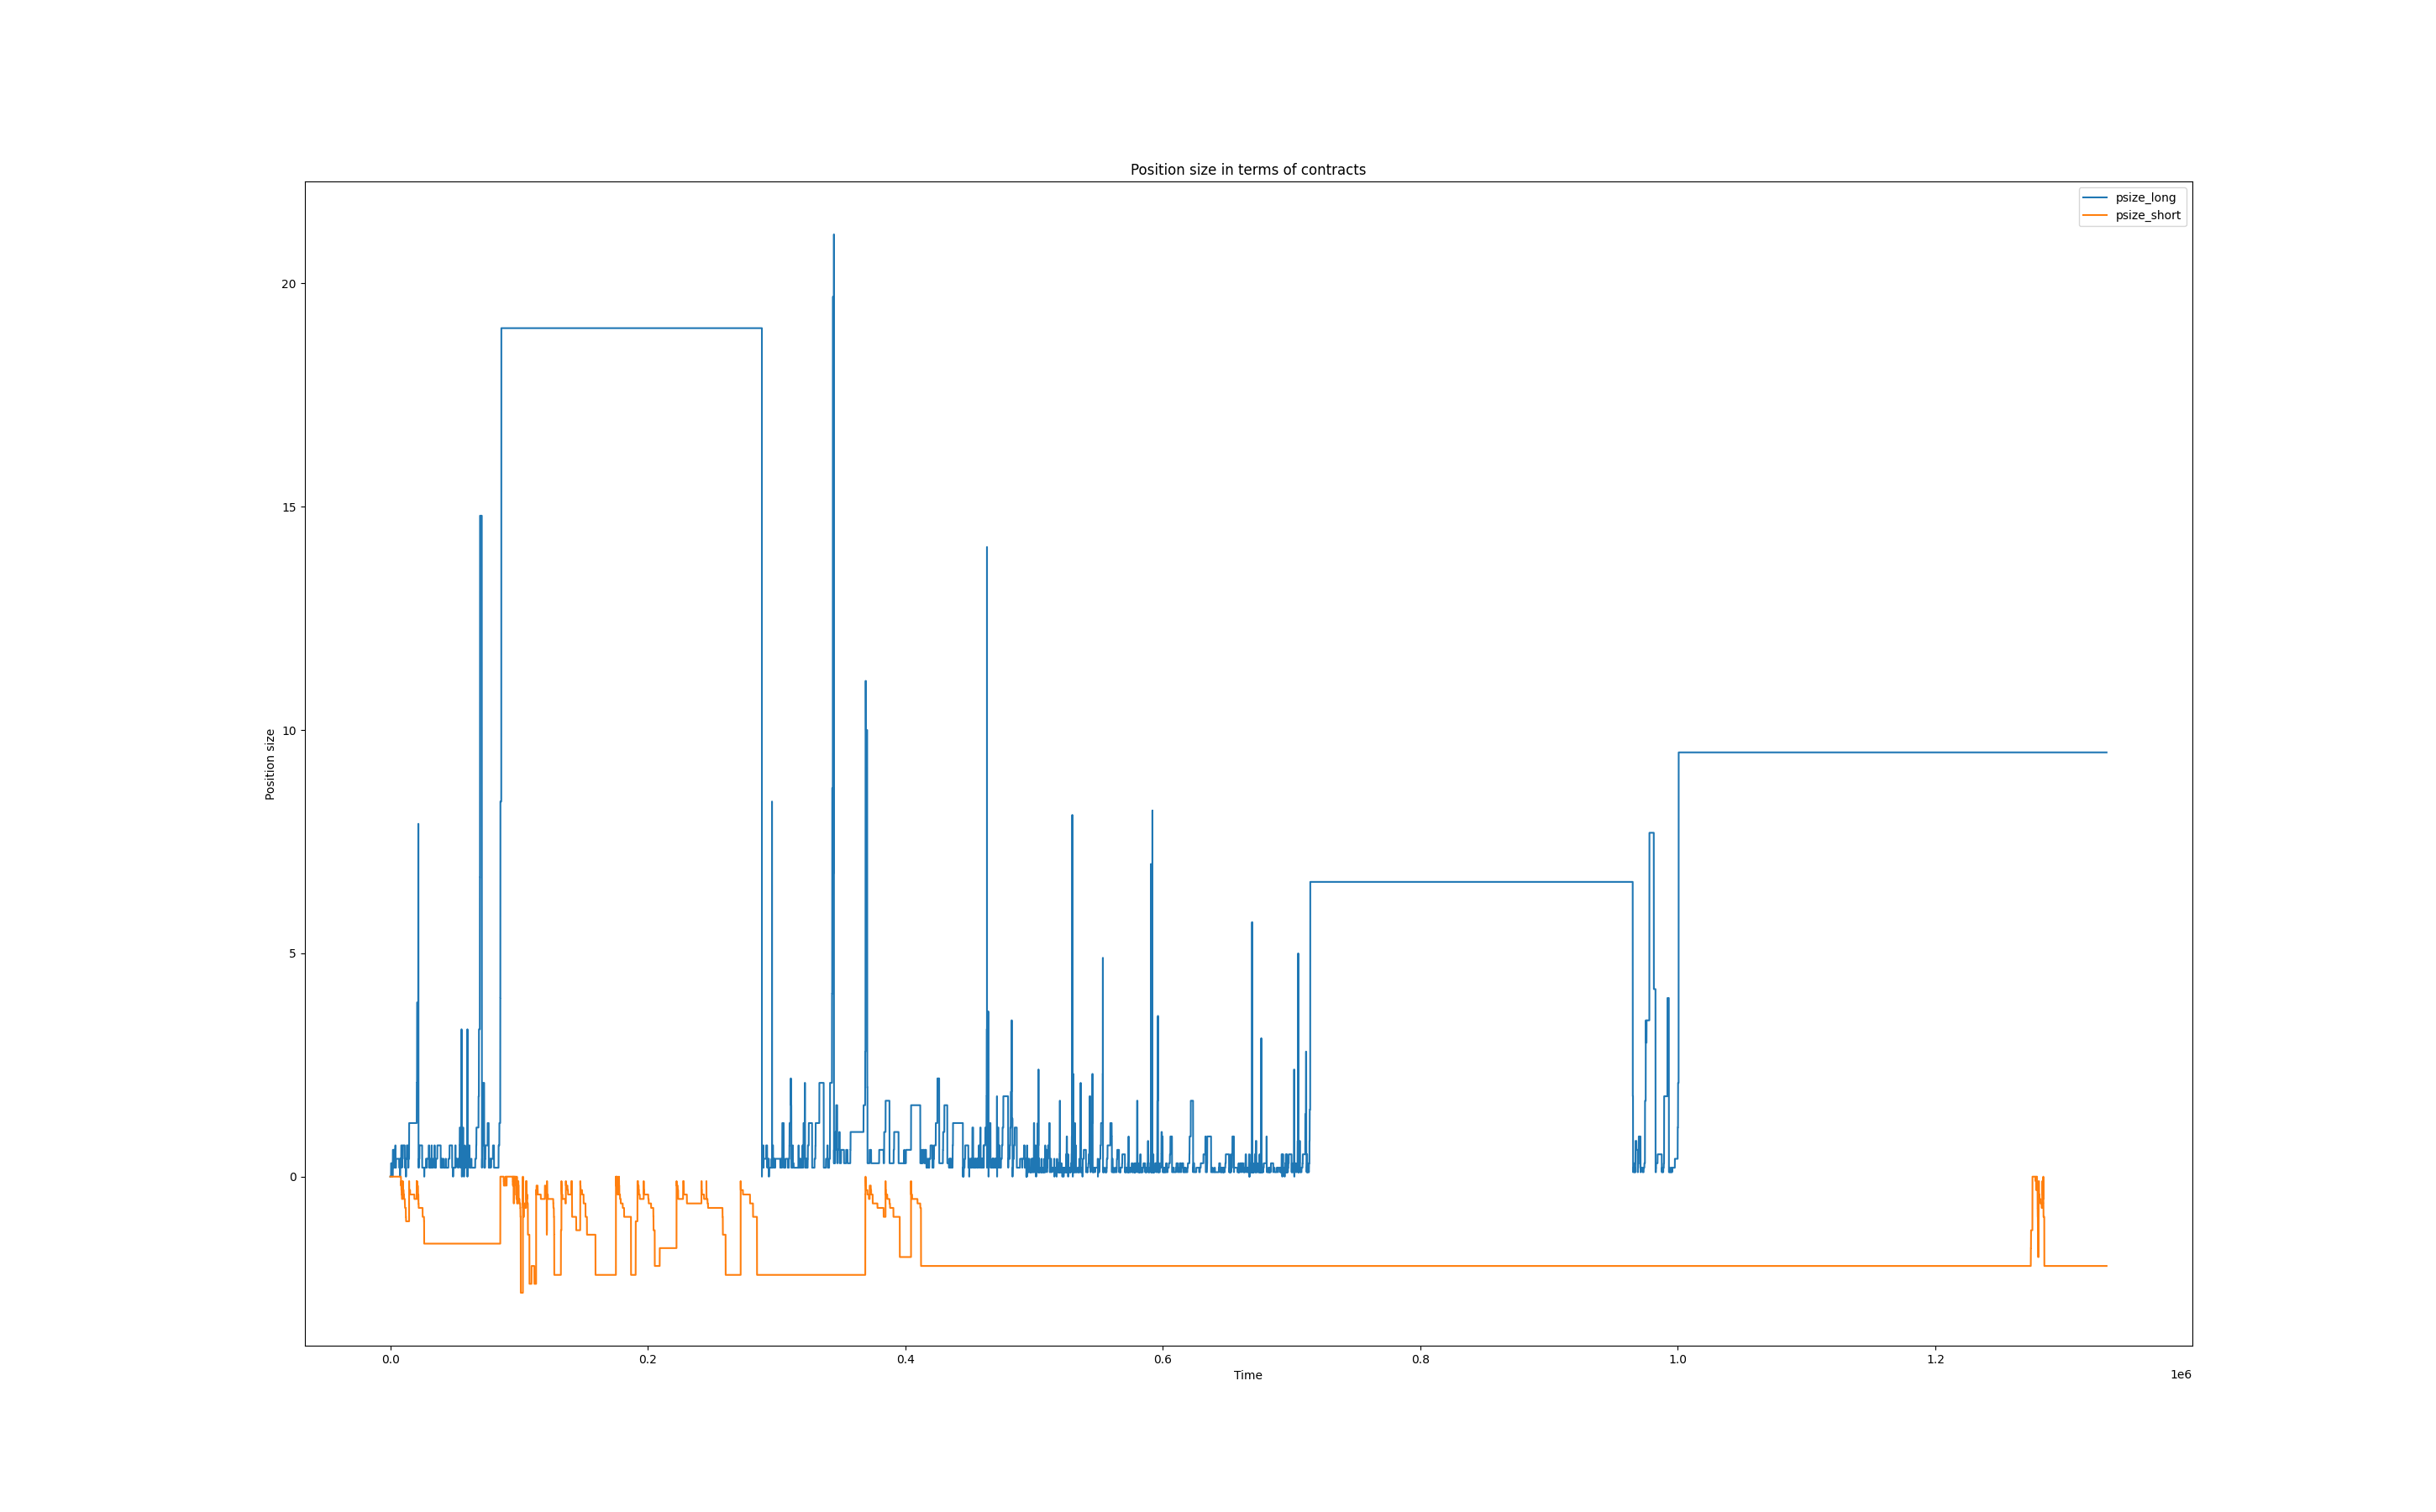 Position size in terms of contracts
psize_long
psize_short
Position size
20
15
10
5
0
0.0 0.2 0.4 0.6 0.8 1.0 1.2
Time
1e6